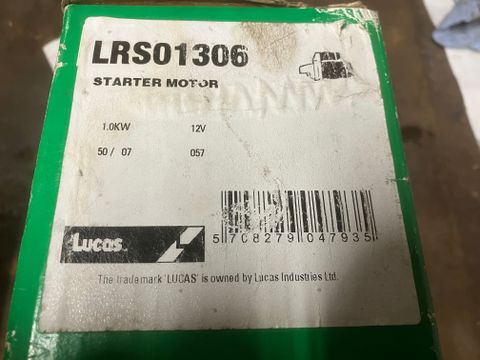 LRS01306
STARTER MOTOR
1.0KW 12V
50/ 07 057
5 708279 047935
Lucas
The trademark 'LUCAS' is owned by Lucas Industries Ltd.